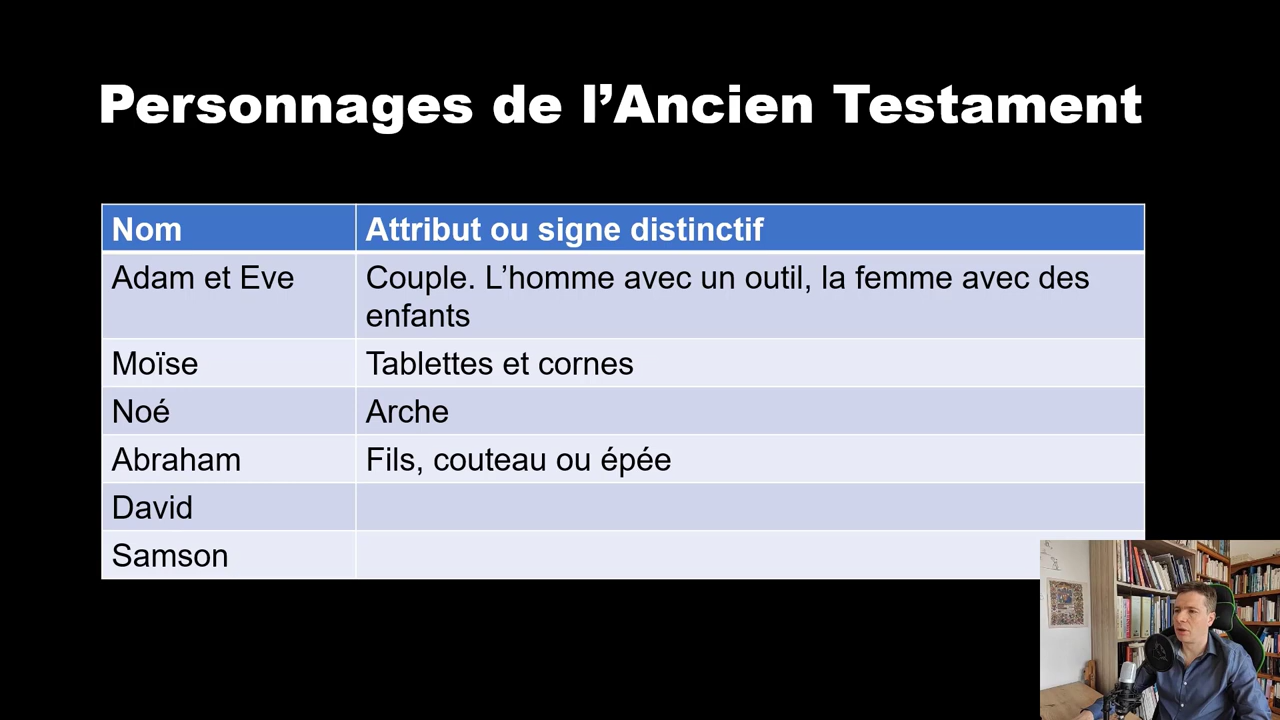 Personnages de l’Ancien Testament
Nom
Attribut ou signe distinctif
Adam et Eve
Couple. L’homme avec un outil, la femme avec des
enfants
Moïse
Tablettes et cornes
Noé
Arche
Abraham
Fils, couteau ou épée
David
Samson